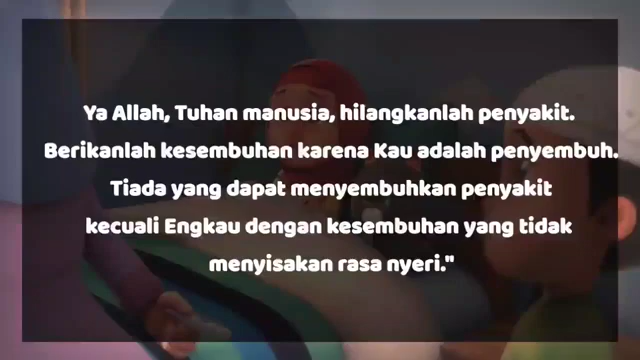 Ya Allah, Tuhan manusia, hilangkanlah penyakit.
Berikanlah kesembuhan karena Kau adalah penyembuh.
Tiada yang dapat menyembuhkan penyakit
kecuali Engkau dengan kesembuhan yang tidak
menyisakan rasa nyeri."